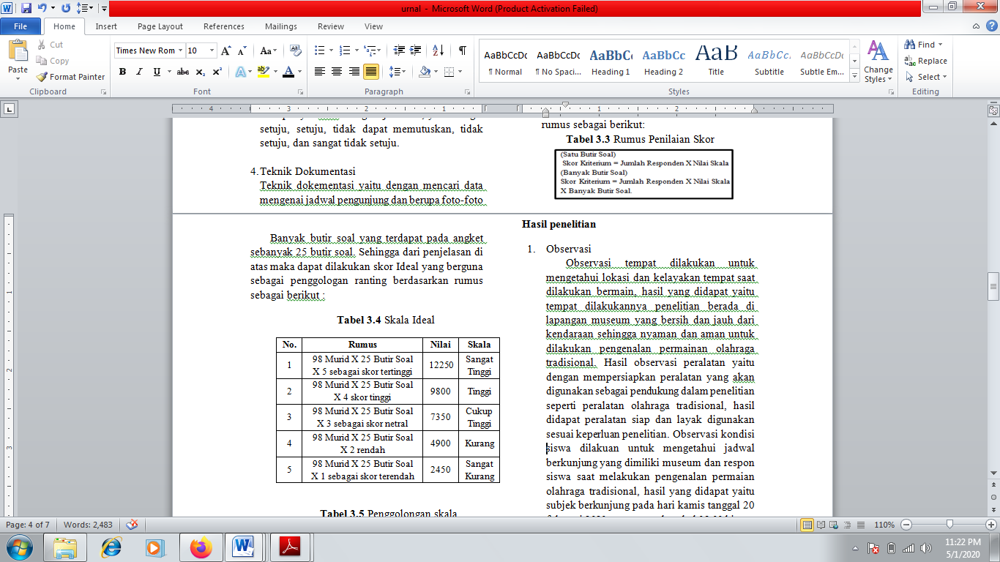 urnal - Microsoft Word (Product Activation Failed)
File Home Insert Page Layout References Mailings Review View
Paste
Cut
Copy
Format Painter
Clipboard
Times New Rom 10
Font
Paragraph
AaBbCcDc AaBbCcDc AaBbCc AaBbCc AaB AaBbCc. AaBbCcDc
¶ Normal ¶ No Spaci... Heading 1 Heading 2 Title Subtitle Subtle Em...
Styles
Change Styles
Find
Replace
Select
Editing
4 3 2 1 1 2
setuju, setuju, tidak dapat memutuskan, tidak
setuju, dan sangat tidak setuju.
4. Teknik Dokumentasi
Teknik dokementasi yaitu dengan mencari data
mengenai jadwal pengunjung dan berupa foto-foto
rumus sebagai berikut:
Tabel 3.3 Rumus Penilaian Skor
(Satu Butir Soal)
Skor Kriterium = Jumlah Responden X Nilai Skala
(Banyak Butir Soal)
Skor Kriterium = Jumlah Responden X Nilai Skala
X Banyak Butir Soal.
Banyak butir soal yang terdapat pada angket
sebanyak 25 butir soal. Sehingga dari penjelasan di
atas maka dapat dilakukan skor Ideal yang berguna
sebagai penggologan ranting berdasarkan rumus
sebagai berikut :
Tabel 3.4 Skala Ideal
No. Rumus Nilai Skala
1 98 Murid X 25 Butir Soal X 5 sebagai skor tertinggi 12250 Sangat Tinggi
2 98 Murid X 25 Butir Soal X 4 skor tinggi 9800 Tinggi
3 98 Murid X 25 Butir Soal X 3 sebagai skor netral 7350 Cukup Tinggi
4 98 Murid X 25 Butir Soal X 2 rendah 4900 Kurang
5 98 Murid X 25 Butir Soal X 1 sebagai skor terendah 2450 Sangat Kurang
Tabel 3.5 Penggolongan skala
Hasil penelitian
1. Observasi
Observasi tempat dilakukan untuk
mengetahui lokasi dan kelayakan tempat saat
dilakukan bermain, hasil yang didapat yaitu
tempat dilakukannya penelitian berada di
lapangan museum yang bersih dan jauh dari
kendaraan sehingga nyaman dan aman untuk
dilakukan pengenalan permainan olahraga
tradisional. Hasil observasi peralatan yaitu
dengan mempersiapkan peralatan yang akan
digunakan sebagai pendukung dalam penelitian
seperti peralatan olahraga tradisional, hasil
didapat peralatan siap dan layak digunakan
sesuai keperluan penelitian. Observasi kondisi
siswa dilakuan untuk mengetahui jadwal
berkunjung yang dimiliki museum dan respon
siswa saat melakukan pengenalan permaian
olahraga tradisional, hasil yang didapat yaitu
subjek berkunjung pada hari kamis tanggal 20
Page: 4 of 7 Words: 2,483 110%
11:22 PM
5/1/2020